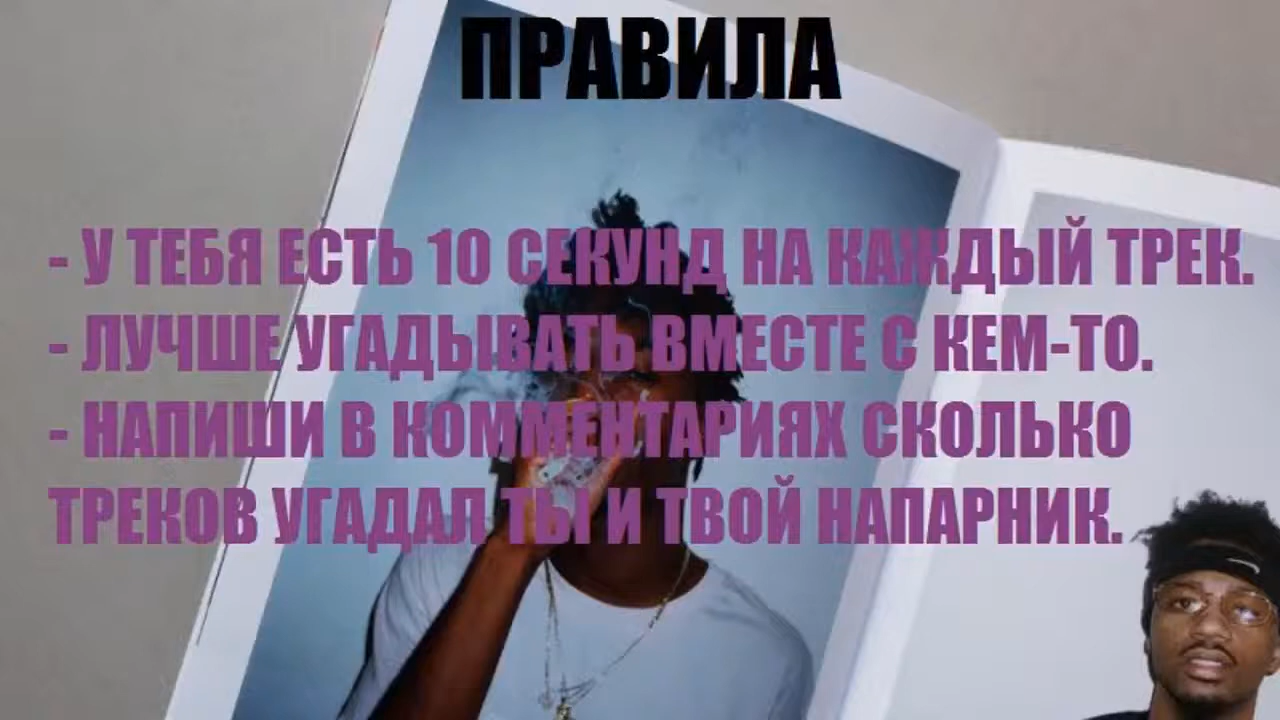 ПРАВИЛА
- У ТЕБЯ ЕСТЬ 10 СЕКУНД НА КАЖДЫЙ ТРЕК.
- ЛУЧШЕ УГАДЫВАТЬ ВМЕСТЕ С КЕМ-ТО.
- НАПИШИ В КОММЕНТАРИЯХ СКОЛЬКО
ТРЕКОВ УГАДАЛ ТЫ И ТВОЙ НАПАРНИК.